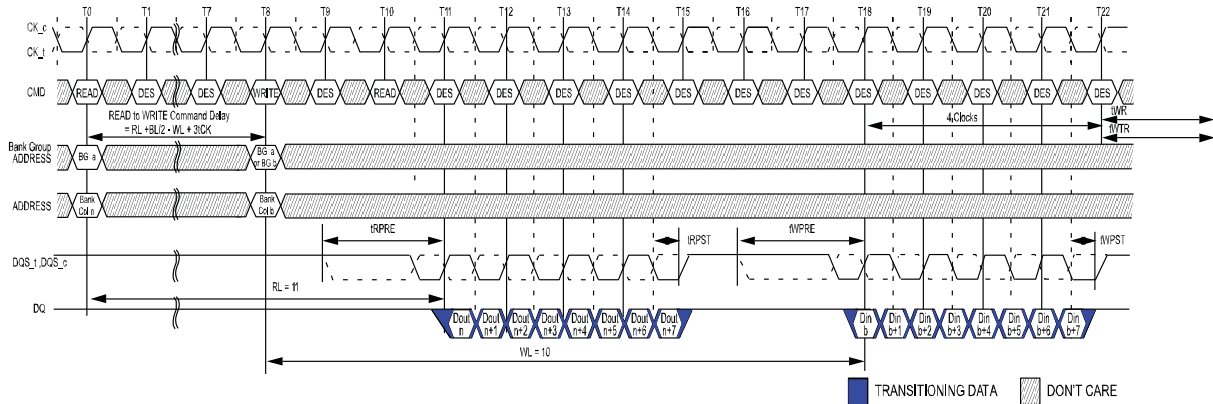 T0 T1 T7 T8 T9 T10 T11 T12 T13 T14 T15 T16 T17 T18 T19 T20 T21 T22
CK_c
CK_t
CMD READ DES DES WRITE DES READ DES DES DES DES DES DES DES DES DES DES DES DES
READ to WRITE Command Delay
= RL +BL/2 - WL + 3tCK
4 Clocks
tWR
tWTR
Bank Group
ADDRESS
BG a
BG a
or BG b
ADDRESS
Bank
Col n
Bank
Col b
tRPRE tRPST tWPRE tWPST
DQS_t,DQS_c
RL = 11
DQ
Dout Dout Dout Dout Dout Dout Dout Dout Din Din Din Din Din Din Din Din
n n+1 n+2 n+3 n+4 n+5 n+6 n+7 b b+1 b+2 b+3 b+4 b+5 b+6 b+7
WL = 10
TRANSITIONING DATA DON'T CARE